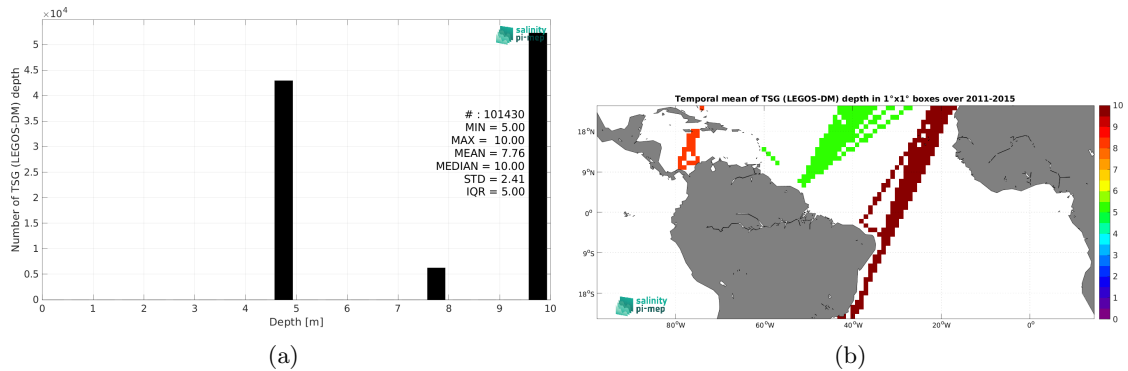 ×10⁴
5
4.5
4
3.5
3
2.5
2
1.5
1
0.5
0
Number of TSG (LEGOS-DM) depth
0 1 2 3 4 5 6 7 8 9 10
Depth [m]
salinity
pi-mep
# : 101430
MIN = 5.00
MAX = 10.00
MEAN = 7.76
MEDIAN = 10.00
STD = 2.41
IQR = 5.00
(a)
Temporal mean of TSG (LEGOS-DM) depth in 1°x1° boxes over 2011-2015
18°N
9°N
0°
9°S
18°S
80°W 60°W 40°W 20°W 0°
salinity
pi-mep
10
9
8
7
6
5
4
3
2
1
0
(b)